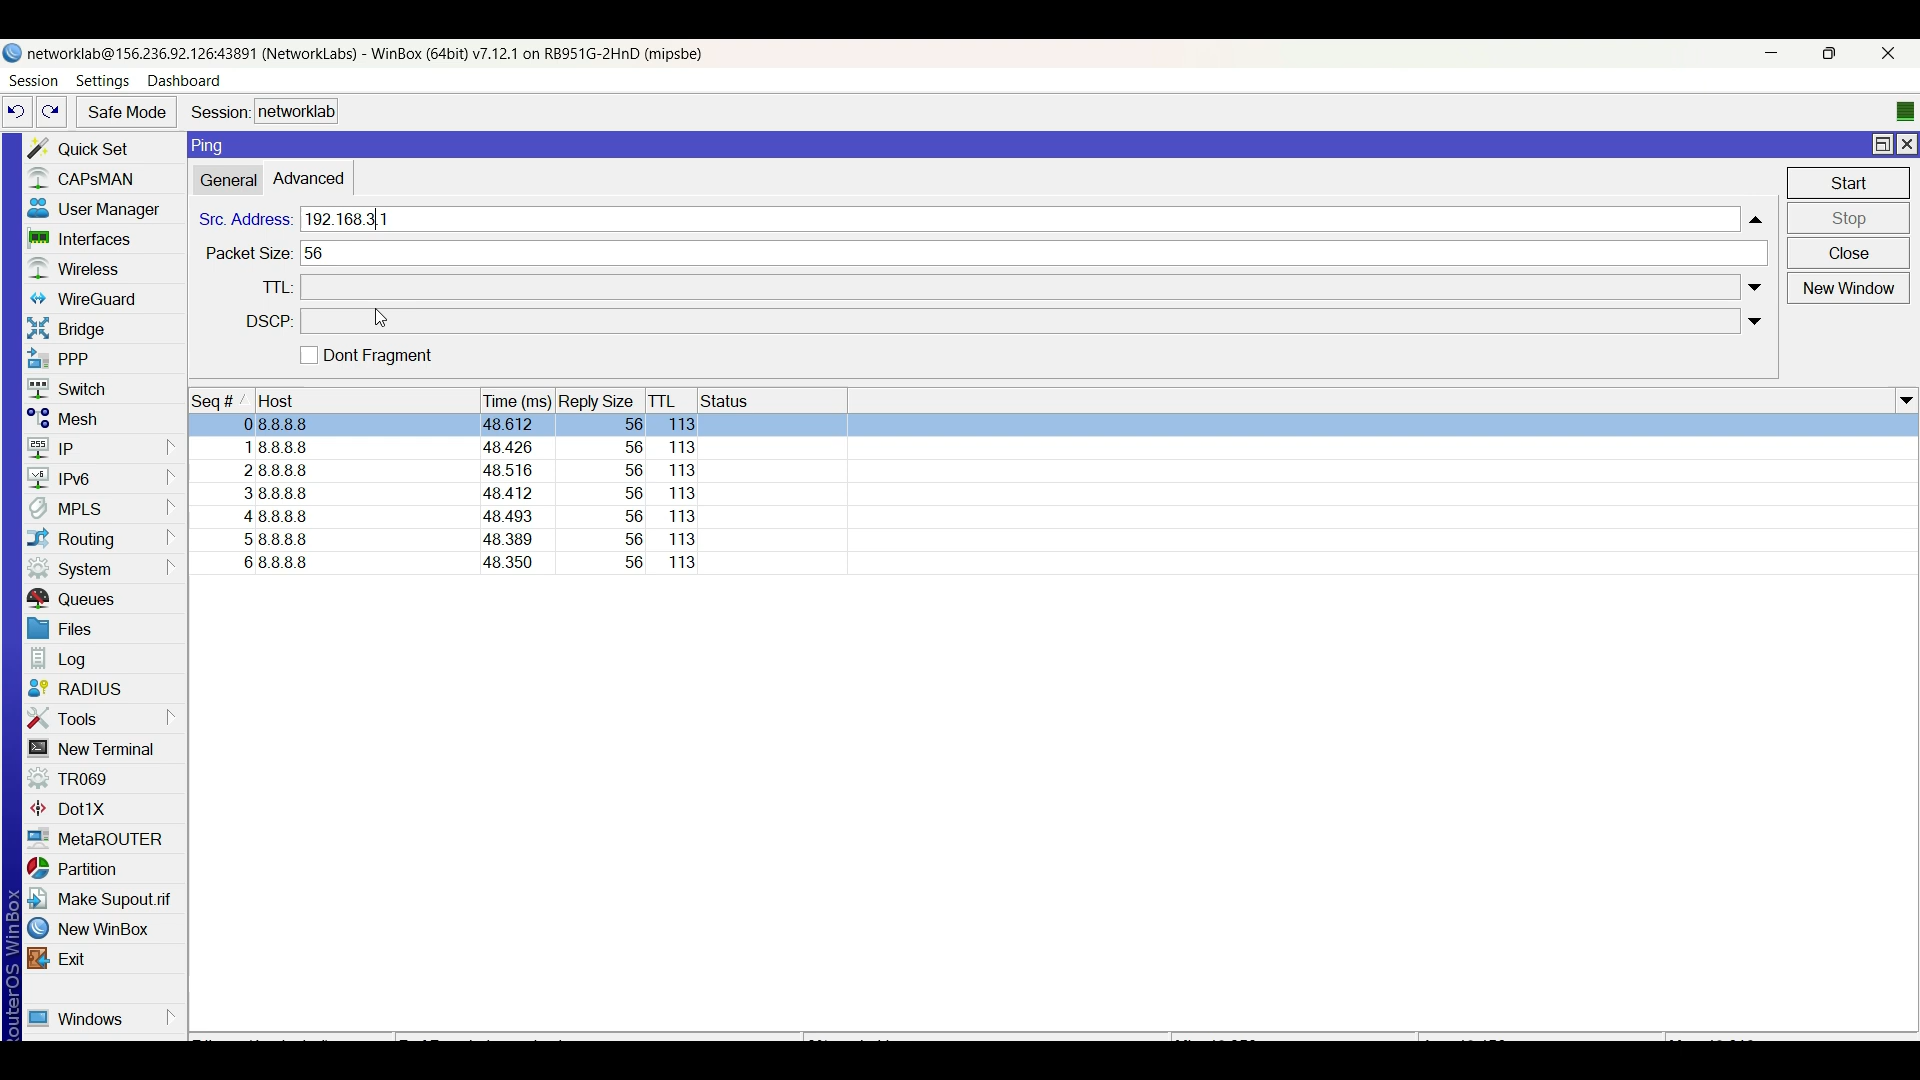 networklab@156.236.92.126:43891 (NetworkLabs) - WinBox (64bit) v7.12.1 on RB951G-2HnD (mipsbe)
Session Settings Dashboard
Safe Mode Session: networklab
Ping
General Advanced
Src. Address: 192.168.3.1
Packet Size: 56
TTL:
DSCP:
Dont Fragment
Start
Stop
Close
New Window
Quick Set
CAPsMAN
User Manager
Interfaces
Wireless
WireGuard
Bridge
PPP
Switch
Mesh
IP
IPv6
MPLS
Routing
System
Queues
Files
Log
RADIUS
Tools
New Terminal
TR069
Dot1X
MetaROUTER
Partition
Make Supout.rif
New WinBox
Exit
Windows
RouterOS WinBox
Seq # Host Time (ms) Reply Size TTL Status
0 8.8.8.8 48.612 56 113
1 8.8.8.8 48.426 56 113
2 8.8.8.8 48.516 56 113
3 8.8.8.8 48.412 56 113
4 8.8.8.8 48.493 56 113
5 8.8.8.8 48.389 56 113
6 8.8.8.8 48.350 56 113